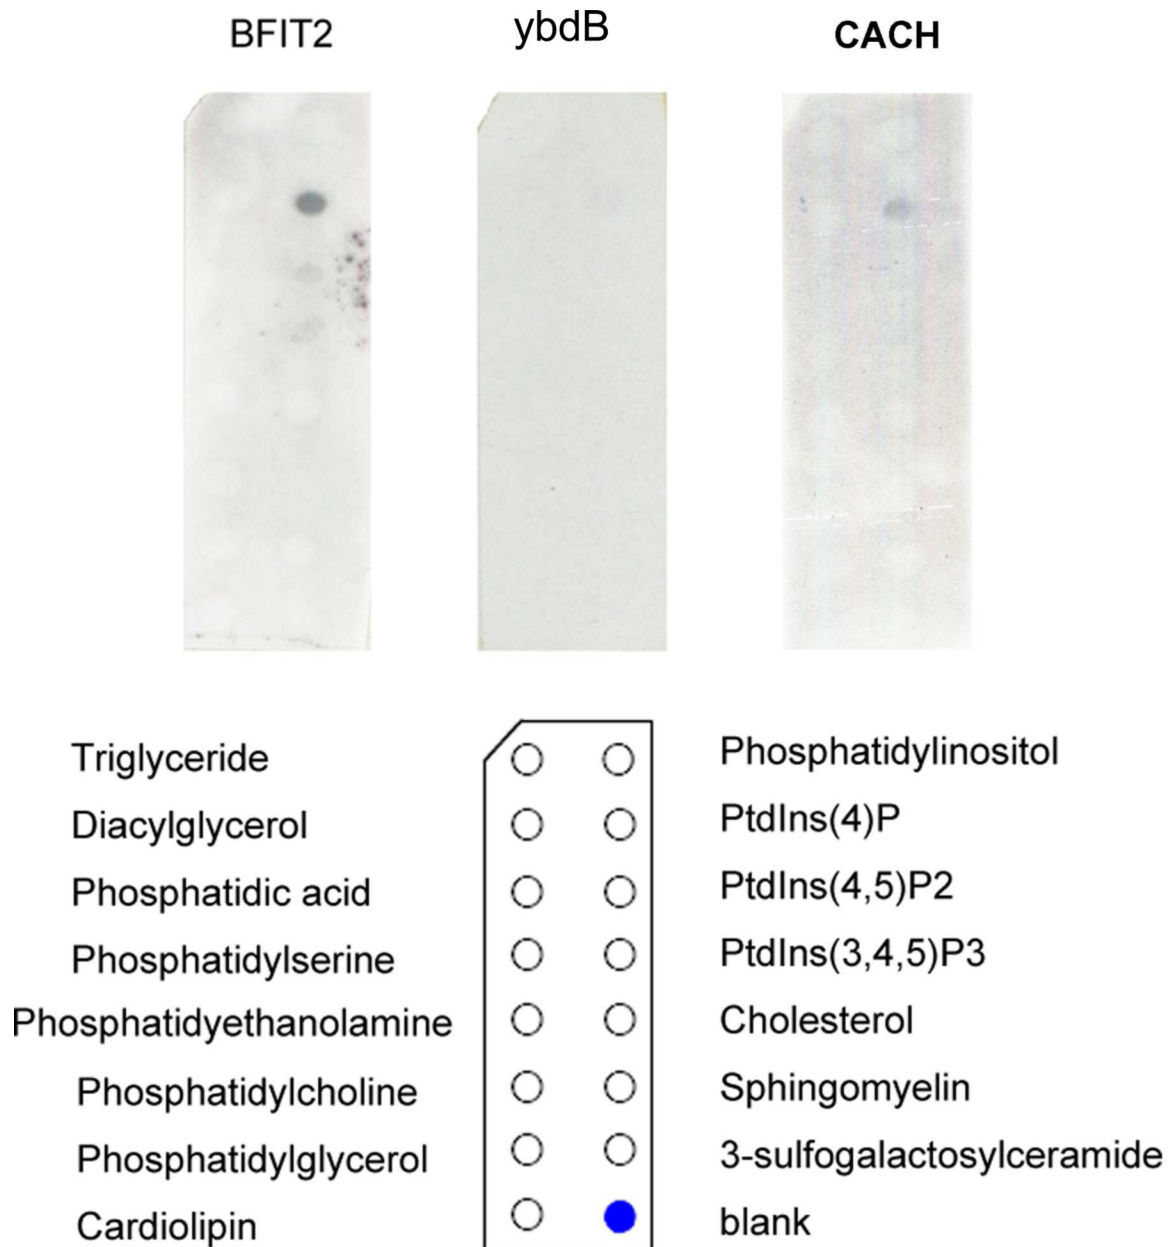 BFIT2 ybdB CACH
Triglyceride Phosphatidylinositol
Diacylglycerol PtdIns(4)P
Phosphatidic acid PtdIns(4,5)P2
Phosphatidylserine PtdIns(3,4,5)P3
Phosphatidyethanolamine Cholesterol
Phosphatidylcholine Sphingomyelin
Phosphatidylglycerol 3-sulfogalactosylceramide
Cardiolipin blank